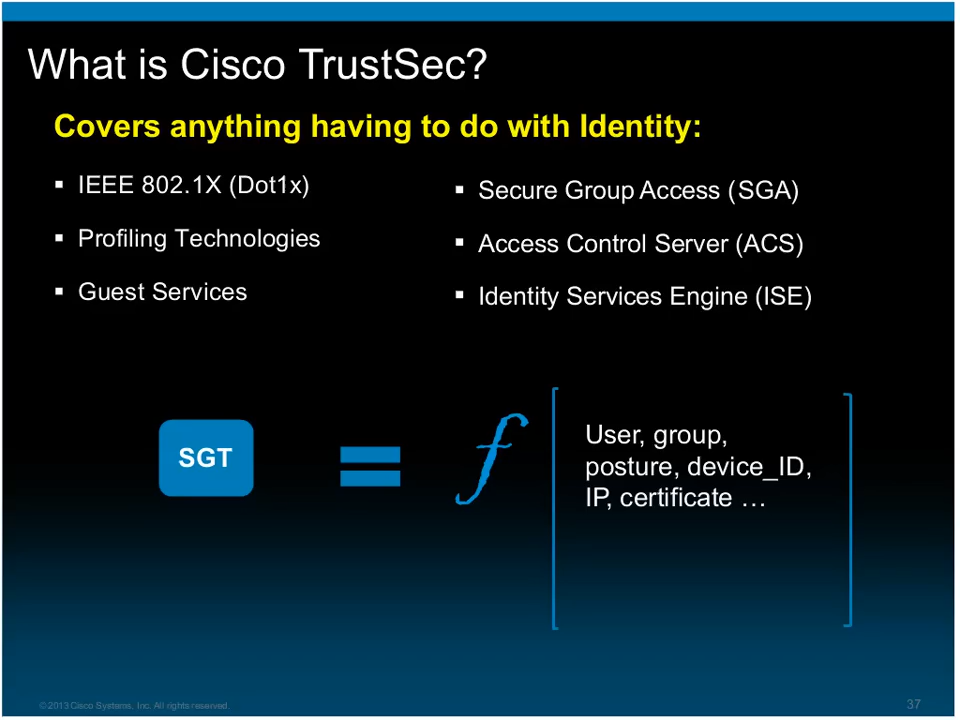 What is Cisco TrustSec?
Covers anything having to do with Identity:
▪ IEEE 802.1X (Dot1x)
▪ Profiling Technologies
▪ Guest Services
▪ Secure Group Access (SGA)
▪ Access Control Server (ACS)
▪ Identity Services Engine (ISE)
SGT
=
f
User, group,
posture, device_ID,
IP, certificate …
© 2013 Cisco Systems, Inc. All rights reserved.
37